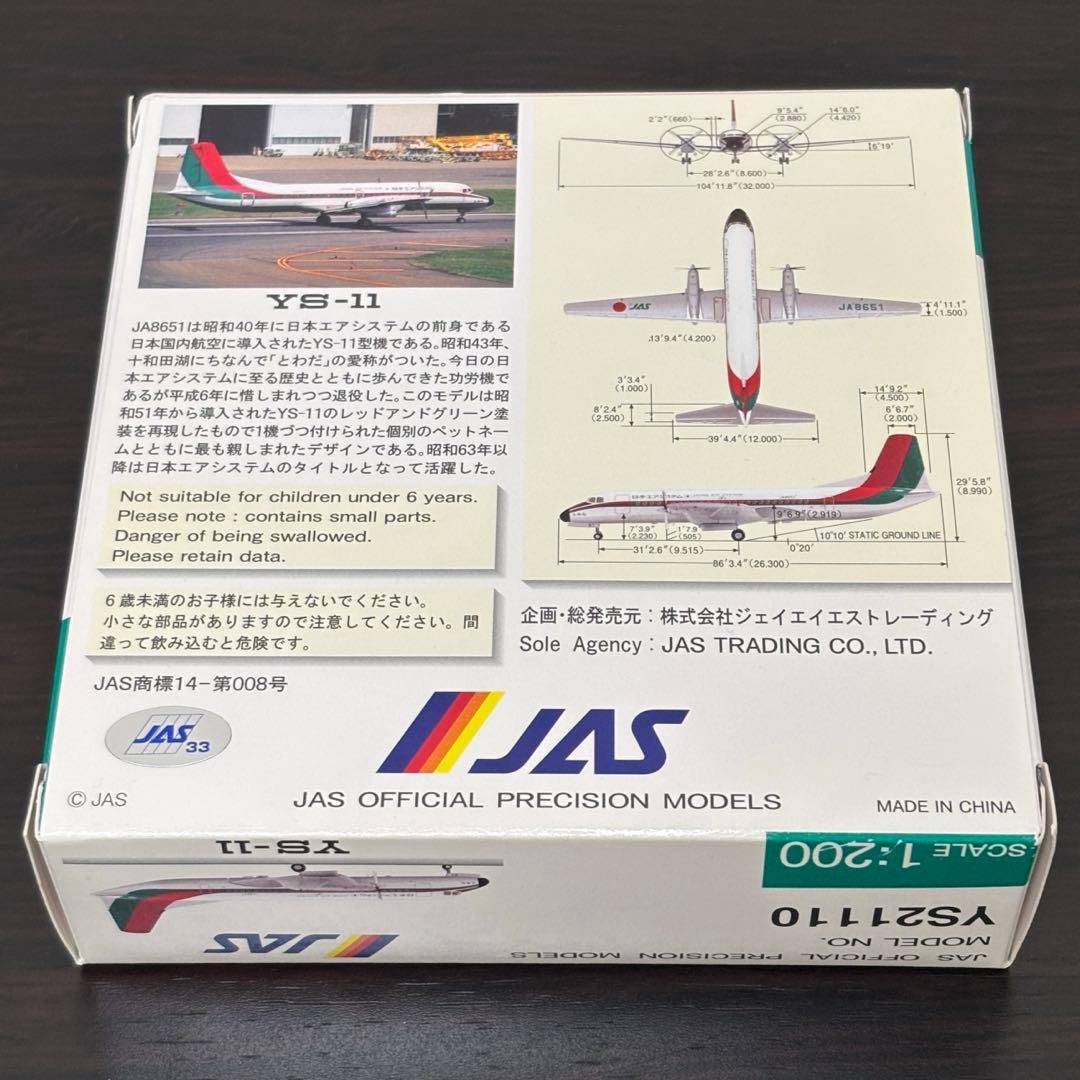 YS-11
JA8651は昭和40年に日本エアシステムの前身である
日本国内航空に導入されたYS-11型機である。昭和43年、
十和田湖にちなんで「とわだ」の愛称がついた。今日の日
本エアシステムに至る歴史とともに歩んできた功労機で
あるが平成6年に惜しまれつつ退役した。このモデルは昭
和51年から導入されたYS-11のレッドアンドグリーン塗
装を再現したもので1機づつ付けられた個別のペットネー
ムとともに最も親しまれたデザインである。昭和63年以
降は日本エアシステムのタイトルとなって活躍した。
Not suitable for children under 6 years.
Please note : contains small parts.
Danger of being swallowed.
Please retain data.
6歳未満のお子様には与えないでください。
小さな部品がありますので注意してください。間
違って飲み込むと危険です。
JAS商標14-第008号
JAS 33
© JAS
2'2"(660)
9'5.4"
(2.880)
14'6.0"
(4.420)
6°19'
28'2.6"(8.600)
104'11.8"(32.000)
JAS
JA8651
4'11.1"
(1.500)
13'9.4"(4.200)
3'3.4"
(1.000)
8'2.4"
(2.500)
39'4.4"(12.000)
14'9.2"
(4.500)
6'6.7"
(2.000)
29'5.8"
(8.990)
日本エアシステム
9'6.9"(2.919)
7'3.9"
(2.230)
1'7.9"
(505)
10°10' STATIC GROUND LINE
31'2.6"(9.515)
0°20'
86'3.4"(26.300)
企画・総発売元：株式会社ジェイエイエストレーディング
Sole Agency : JAS TRADING CO., LTD.
JAS
JAS OFFICIAL PRECISION MODELS
MADE IN CHINA
YS-11
JAS
SCALE 1:200
YS21110
MODEL NO.
JAS OFFICIAL PRECISION MODELS